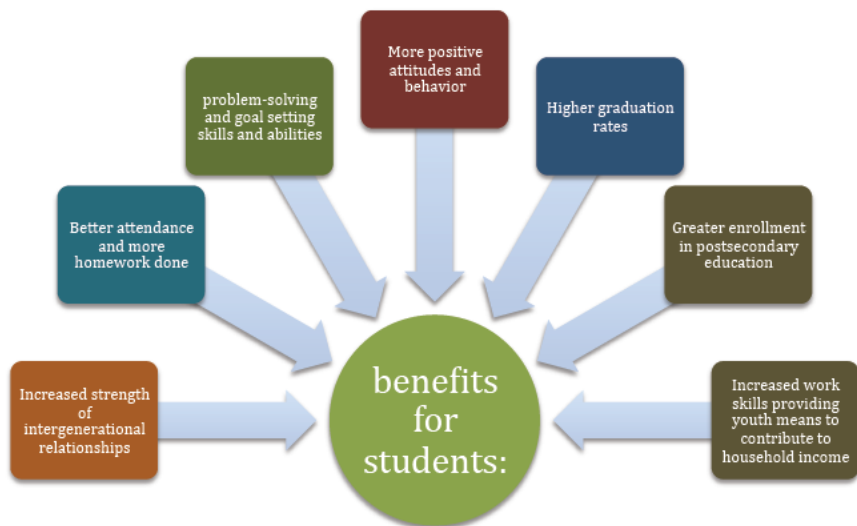 More positive
attitudes and
behavior
problem-solving
and goal setting
skills and abilities
Higher graduation
rates
Better attendance
and more
homework done
Greater enrollment
in postsecondary
education
Increased strength
of
intergenerational
relationships
benefits
for
students:
Increased work
skills providing
youth means to
contribute to
household income